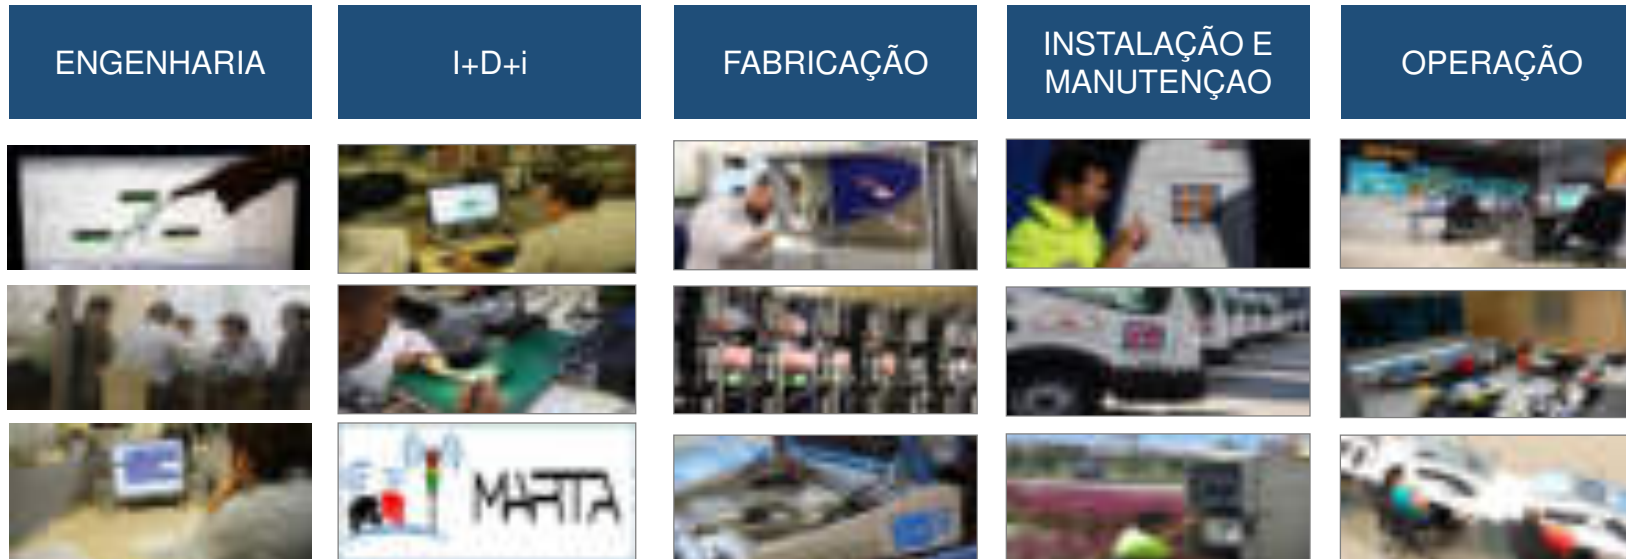 ENGENHARIA
I+D+i
FABRICAÇÃO
INSTALAÇÃO E
MANUTENÇAO
OPERAÇÃO
MARTA